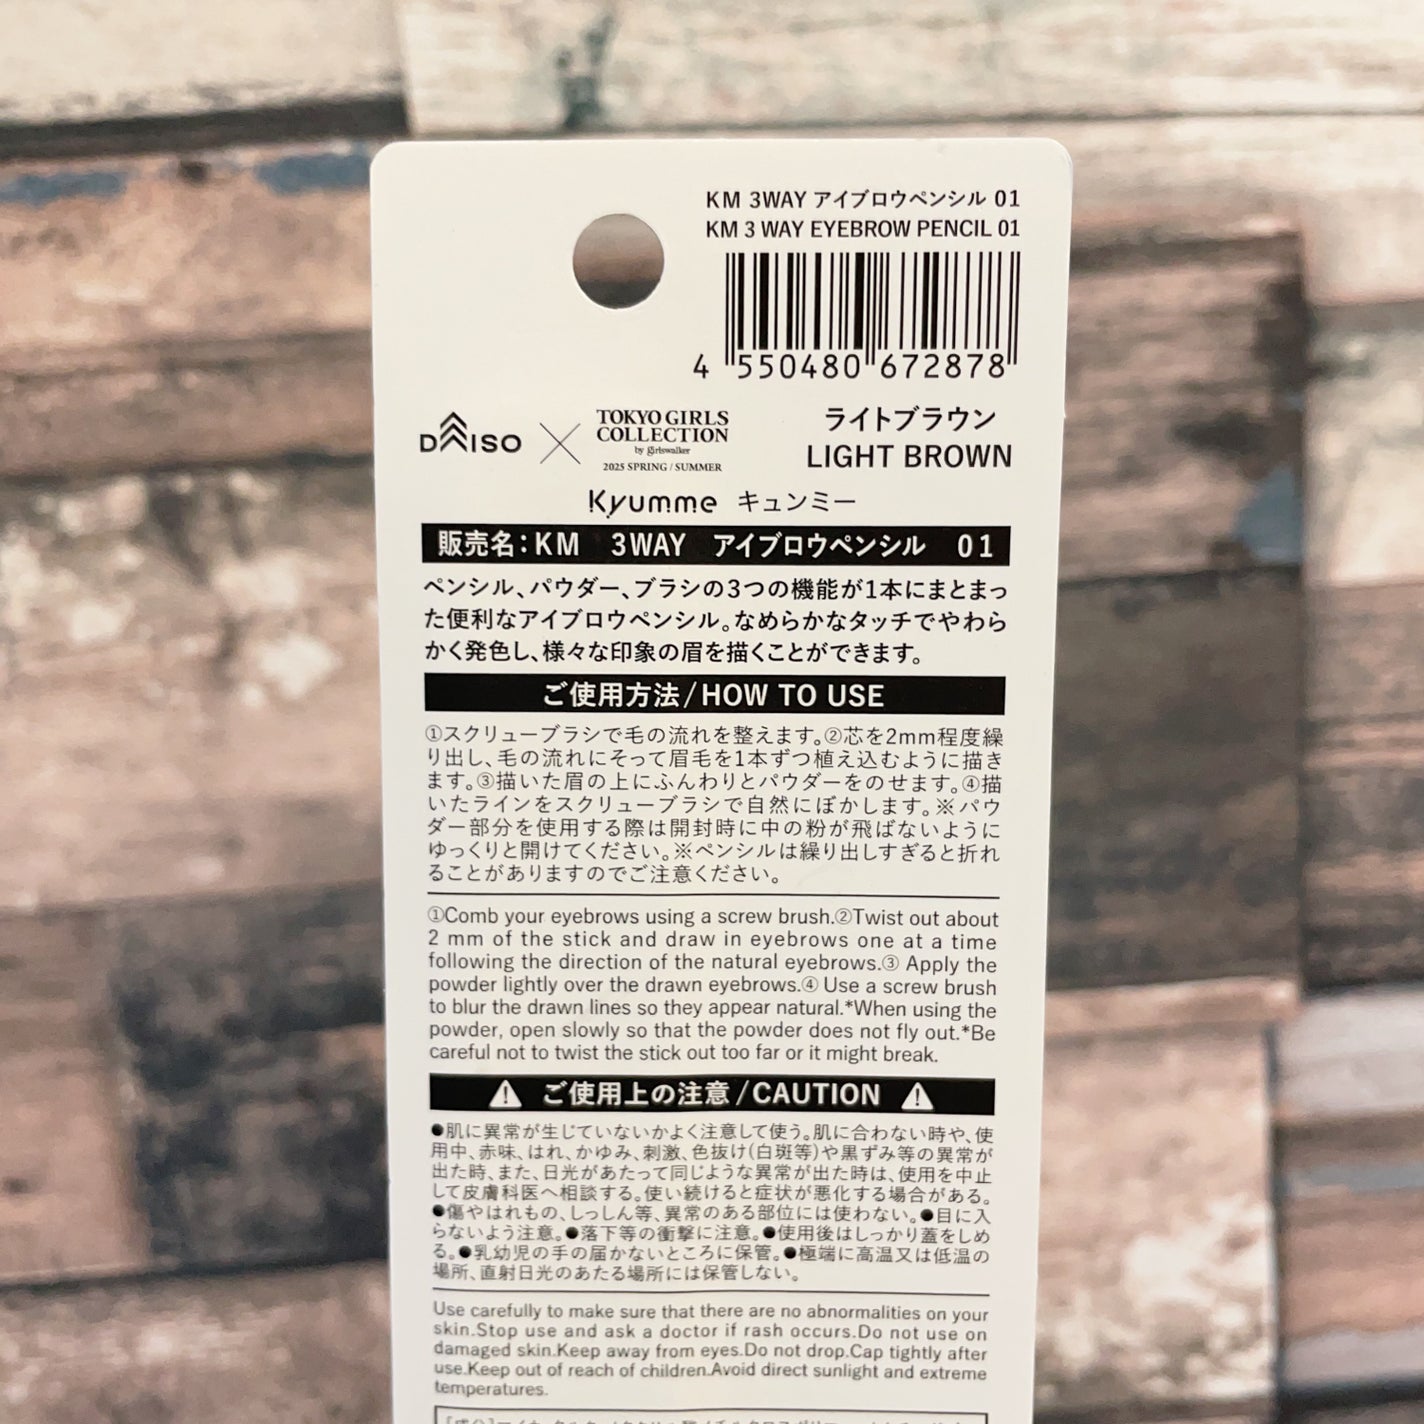 KM 3WAY アイブロウペンシル 01
KM 3 WAY EYEBROW PENCIL 01
4 550480 672878
DAISO
TOKYO GIRLS
COLLECTION
by girlswalker
2025 SPRING / SUMMER
ライトブラウン
LIGHT BROWN
Kyumme キュンミー
販売名:KM 3WAY アイブロウペンシル 01
ペンシル、パウダー、ブラシの3つの機能が1本にまとまっ
た便利なアイブロウペンシル。なめらかなタッチでやわら
かく発色し、様々な印象の眉を描くことができます。
ご使用方法/HOW TO USE
①スクリューブラシで毛の流れを整えます。②芯を2mm程度繰
り出し、毛の流れにそって眉毛を1本ずつ植え込むように描き
ます。③描いた眉の上にふんわりとパウダーをのせます。④描
いたラインをスクリューブラシで自然にぼかします。※パウ
ダー部分を使用する際は開封時に中の粉が飛ばないように
ゆっくりと開けてください。※ペンシルは繰り出しすぎると折れ
ることがありますのでご注意ください。
①Comb your eyebrows using a screw brush.②Twist out about
2 mm of the stick and draw in eyebrows one at a time
following the direction of the natural eyebrows.③ Apply the
powder lightly over the drawn eyebrows.④ Use a screw brush
to blur the drawn lines so they appear natural.*When using the
powder, open slowly so that the powder does not fly out.*Be
careful not to twist the stick out too far or it might break.
ご使用上の注意/CAUTION
●肌に異常が生じていないかよく注意して使う。肌に合わない時や、使
用中、赤味、はれ、かゆみ、刺激、色抜け(白斑等)や黒ずみ等の異常が
出た時、また、日光があたって同じような異常が出た時は、使用を中止
して皮膚科医へ相談する。使い続けると症状が悪化する場合がある。
●傷やはれもの、しっしん等、異常のある部位には使わない。●目に入
らないよう注意。●落下等の衝撃に注意。●使用後はしっかり蓋をしめ
る。●乳幼児の手の届かないところに保管。●極端に高温又は低温の
場所、直射日光のあたる場所には保管しない。
Use carefully to make sure that there are no abnormalities on your
skin.Stop use and ask a doctor if rash occurs.Do not use on
damaged skin.Keep away from eyes.Do not drop.Cap tightly after
use.Keep out of reach of children.Avoid direct sunlight and extreme
temperatures.